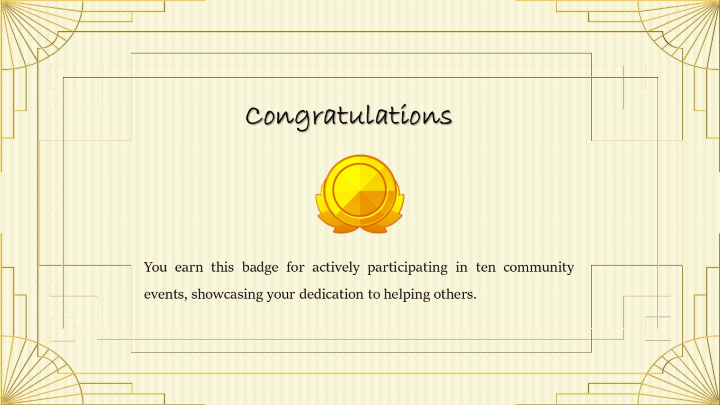 Congratulations
You earn this badge for actively participating in ten community
events, showcasing your dedication to helping others.